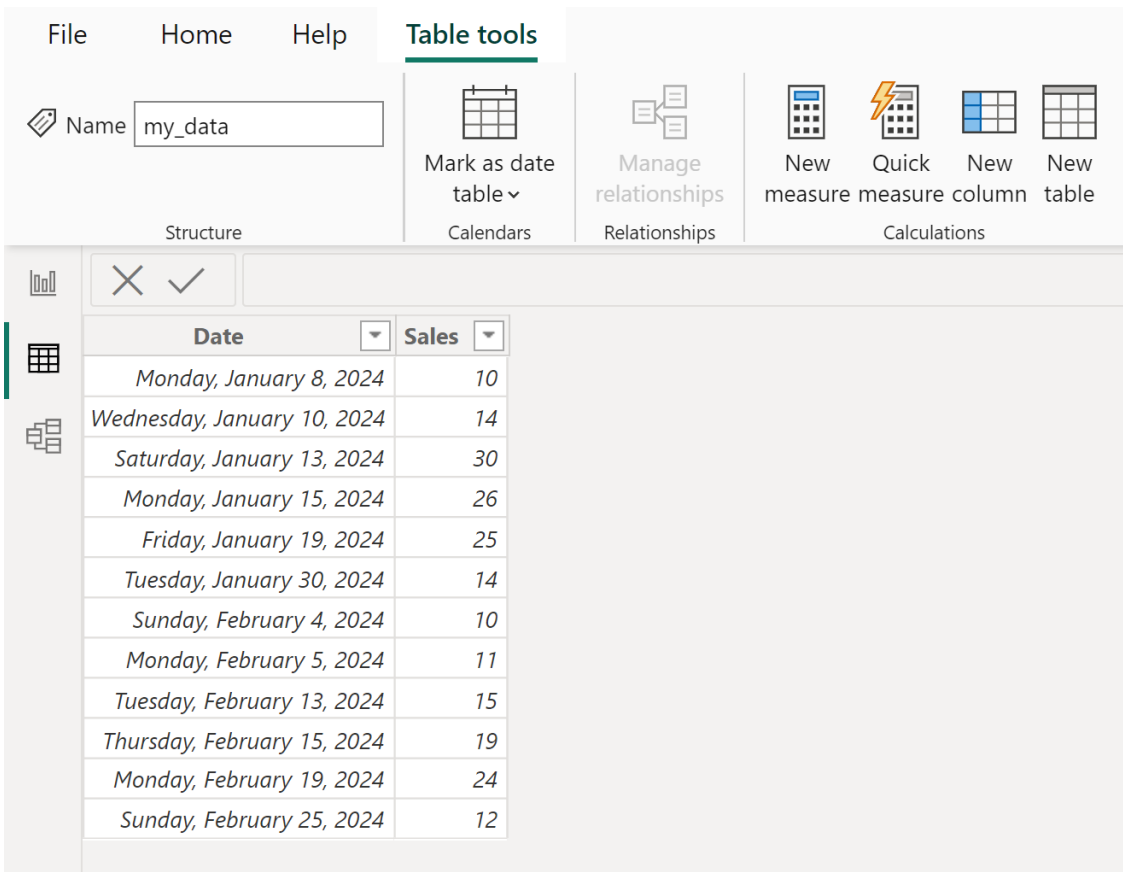 File Home Help Table tools
Name my_data
Mark as date Manage New Quick New New
table relationships measure measure column table
Structure Calendars Relationships Calculations
Date Sales
Monday, January 8, 2024 10
Wednesday, January 10, 2024 14
Saturday, January 13, 2024 30
Monday, January 15, 2024 26
Friday, January 19, 2024 25
Tuesday, January 30, 2024 14
Sunday, February 4, 2024 10
Monday, February 5, 2024 11
Tuesday, February 13, 2024 15
Thursday, February 15, 2024 19
Monday, February 19, 2024 24
Sunday, February 25, 2024 12